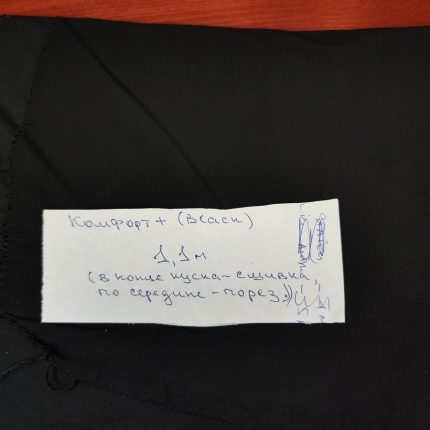 Комфорт + (Black)
1,1 м
(в конце куска - сшивка,
по середине - порез)